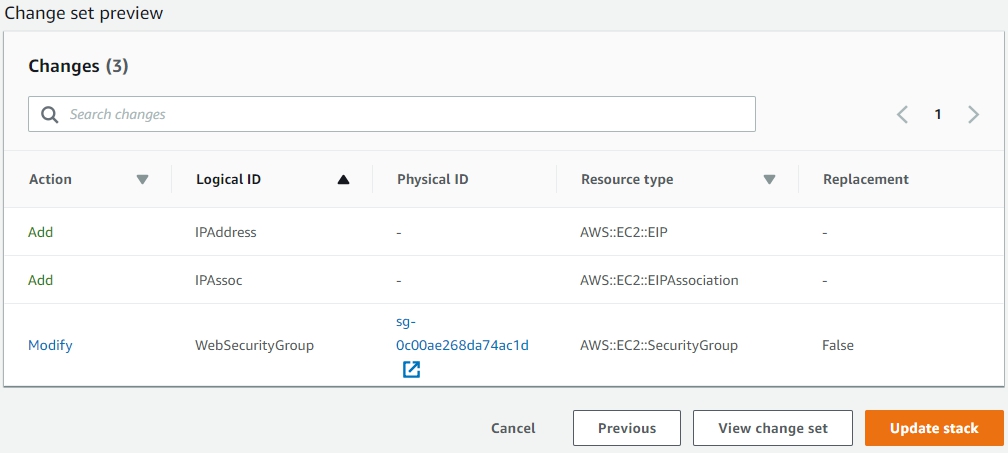 Change set preview
Changes (3)
Search changes
1
Action Logical ID Physical ID Resource type Replacement
Add IPAddress - AWS::EC2::EIP -
Add IPAssoc - AWS::EC2::EIPAssociation -
sg-
Modify WebSecurityGroup 0c00ae268da74ac1d AWS::EC2::SecurityGroup False
Cancel Previous View change set Update stack